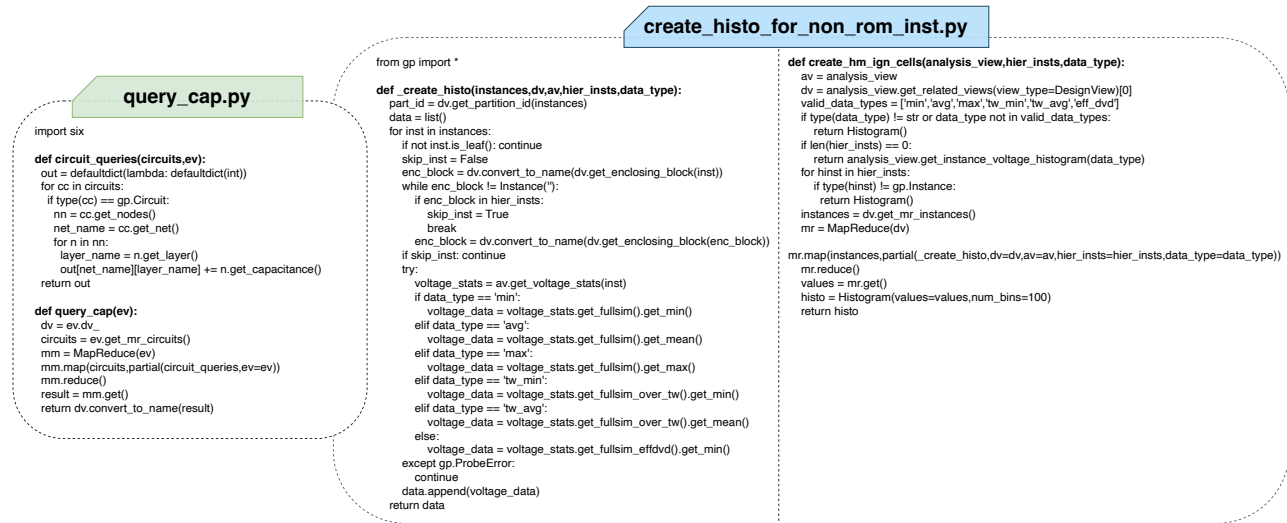 query_cap.py
import six
def circuit_queries(circuits,ev):
out = defaultdict(lambda: defaultdict(int))
for cc in circuits:
if type(cc) == gp.Circuit:
nn = cc.get_nodes()
net_name = cc.get_net()
for n in nn:
layer_name = n.get_layer()
out[net_name][layer_name] += n.get_capacitance()
return out
def query_cap(ev):
dv = ev.dv_
circuits = ev.get_mr_circuits()
mm = MapReduce(ev)
mm.map(circuits,partial(circuit_queries,ev=ev))
mm.reduce()
result = mm.get()
return dv.convert_to_name(result)
create_histo_for_non_rom_inst.py
from gp import *
def _create_histo(instances,dv,av,hier_insts,data_type):
part_id = dv.get_partition_id(instances)
data = list()
for inst in instances:
if not inst.is_leaf(): continue
skip_inst = False
enc_block = dv.convert_to_name(dv.get_enclosing_block(inst))
while enc_block != Instance(''):
if enc_block in hier_insts:
skip_inst = True
break
enc_block = dv.convert_to_name(dv.get_enclosing_block(enc_block))
if skip_inst: continue
try:
voltage_stats = av.get_voltage_stats(inst)
if data_type == 'min':
voltage_data = voltage_stats.get_fullsim().get_min()
elif data_type == 'avg':
voltage_data = voltage_stats.get_fullsim().get_mean()
elif data_type == 'max':
voltage_data = voltage_stats.get_fullsim().get_max()
elif data_type == 'tw_min':
voltage_data = voltage_stats.get_fullsim_over_tw().get_min()
elif data_type == 'tw_avg':
voltage_data = voltage_stats.get_fullsim_over_tw().get_mean()
else:
voltage_data = voltage_stats.get_fullsim_effdvd().get_min()
except gp.ProbeError:
continue
data.append(voltage_data)
return data
def create_hm_ign_cells(analysis_view,hier_insts,data_type):
av = analysis_view
dv = analysis_view.get_related_views(view_type=DesignView)[0]
valid_data_types = ['min','avg','max','tw_min','tw_avg','eff_dvd']
if type(data_type) != str or data_type not in valid_data_types:
return Histogram()
if len(hier_insts) == 0:
return analysis_view.get_instance_voltage_histogram(data_type)
for hinst in hier_insts:
if type(hinst) != gp.Instance:
return Histogram()
instances = dv.get_mr_instances()
mr = MapReduce(dv)
mr.map(instances,partial(_create_histo,dv=dv,av=av,hier_insts=hier_insts,data_type=data_type))
mr.reduce()
values = mr.get()
histo = Histogram(values=values,num_bins=100)
return histo